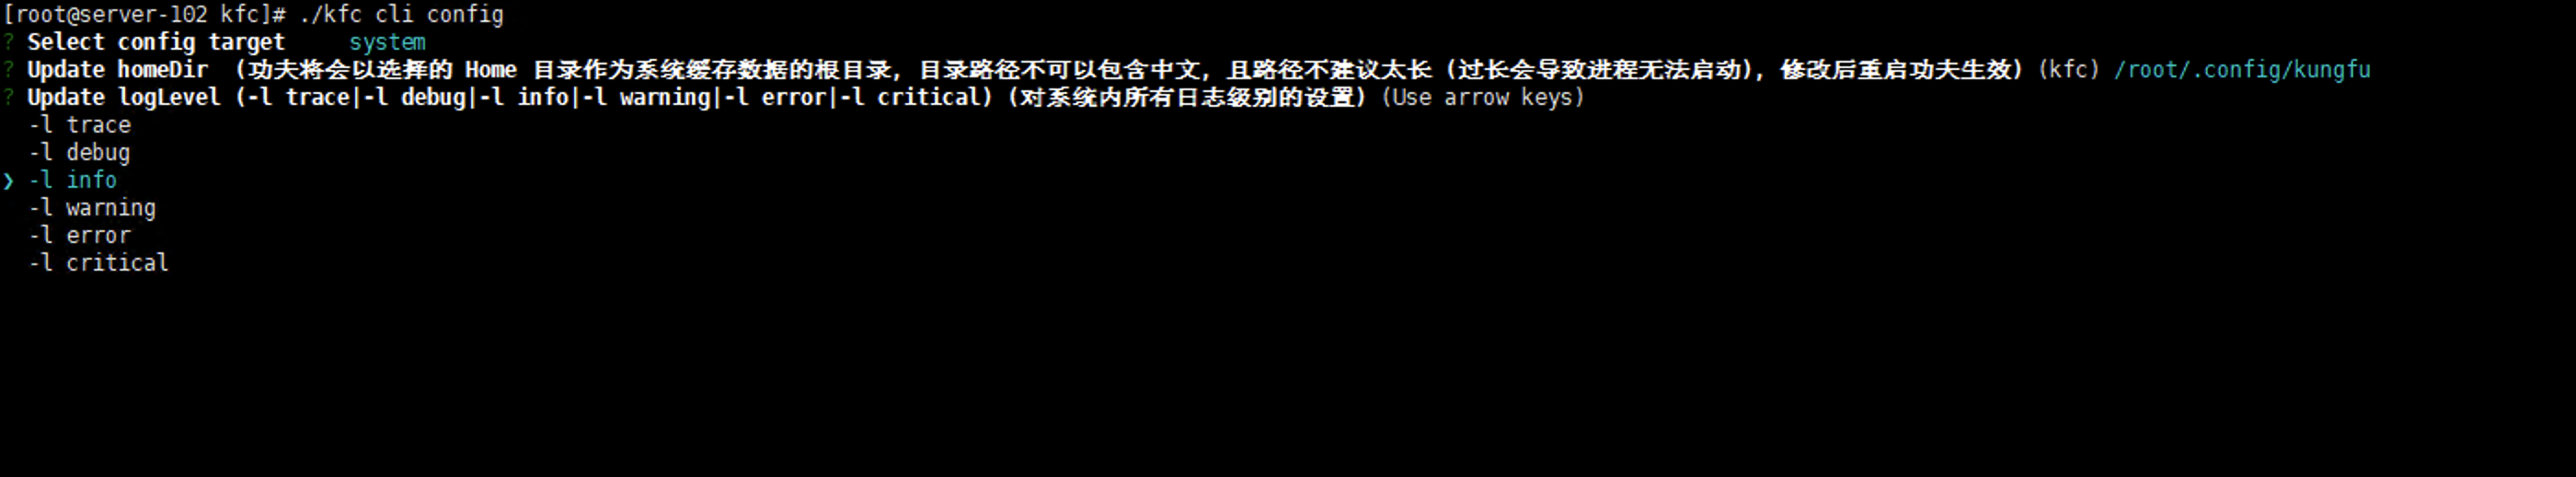 [root@server-102 kfc]# ./kfc cli config
? Select config target     system
? Update homeDir  (功夫将会以选择的 Home 目录作为系统缓存数据的根目录, 目录路径不可以包含中文, 且路径不建议太长 (过长会导致进程无法启动), 修改后重启功夫生效) (kfc) /root/.config/kungfu
? Update logLevel (-l trace|-l debug|-l info|-l warning|-l error|-l critical) (对系统内所有日志级别的设置) (Use arrow keys)
  -l trace
  -l debug
❯ -l info
  -l warning
  -l error
  -l critical